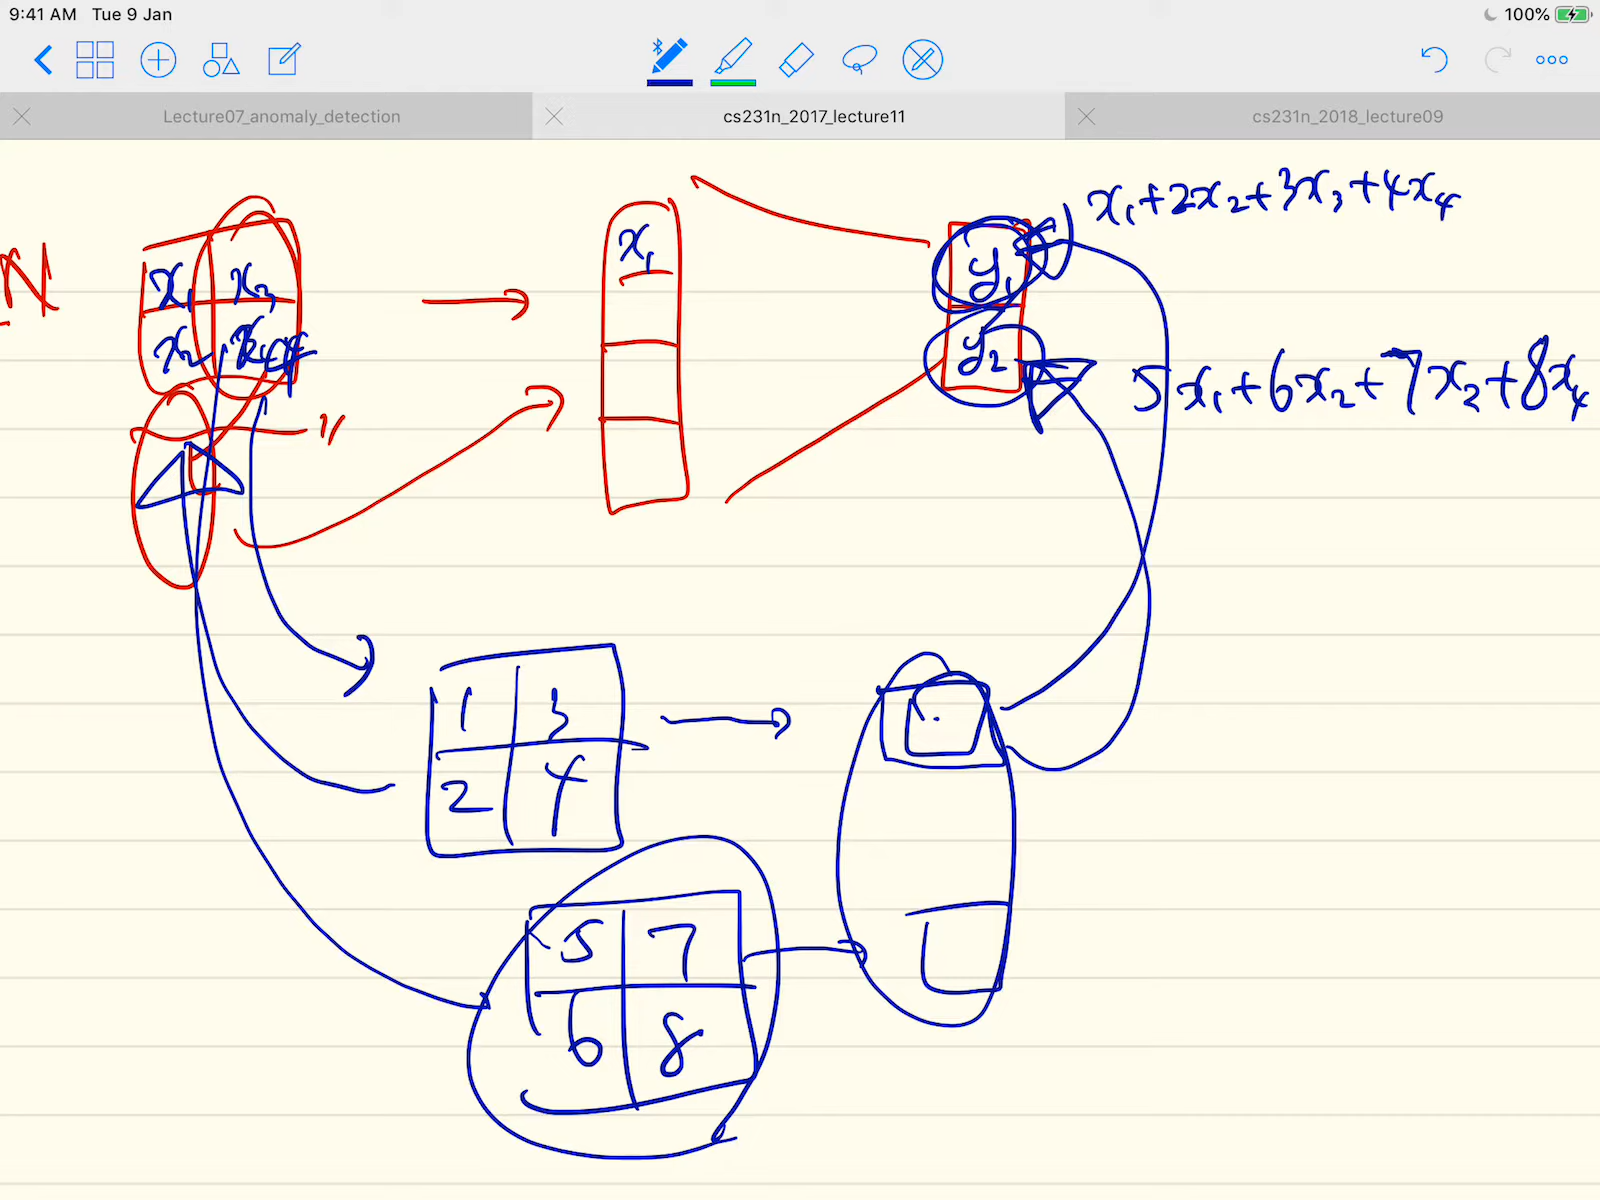 9:41 AM Tue 9 Jan
100%
Lecture07_anomaly_detection
cs231n_2017_lecture11
cs231n_2018_lecture09
N
x₁ x₃
x₂ x₄
x₁
y₁
y₂
x₁+2x₂+3x₃+4x₄
5x₁+6x₂+7x₂+8x₄
1 3
2 4
5 7
6 8